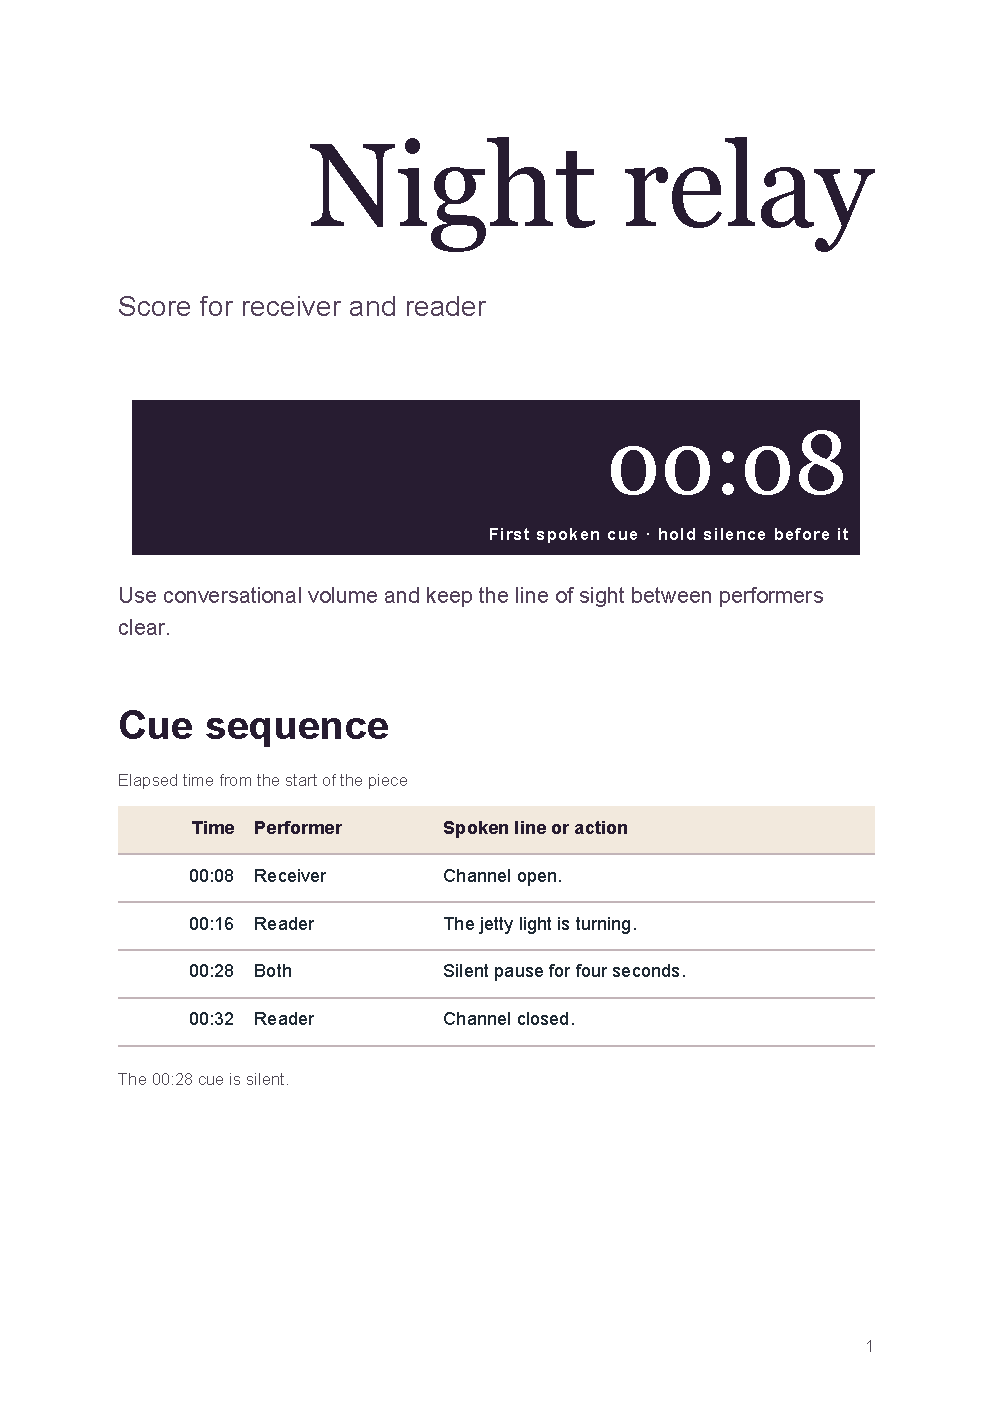 Night relay
Score for receiver and reader
00:08
First spoken cue · hold silence before it
Use conversational volume and keep the line of sight between performers
clear.
Cue sequence
Elapsed time from the start of the piece
Time Performer Spoken line or action
00:08 Receiver Channel open.
00:16 Reader The jetty light is turning.
00:28 Both Silent pause for four seconds.
00:32 Reader Channel closed.
The 00:28 cue is silent.
1